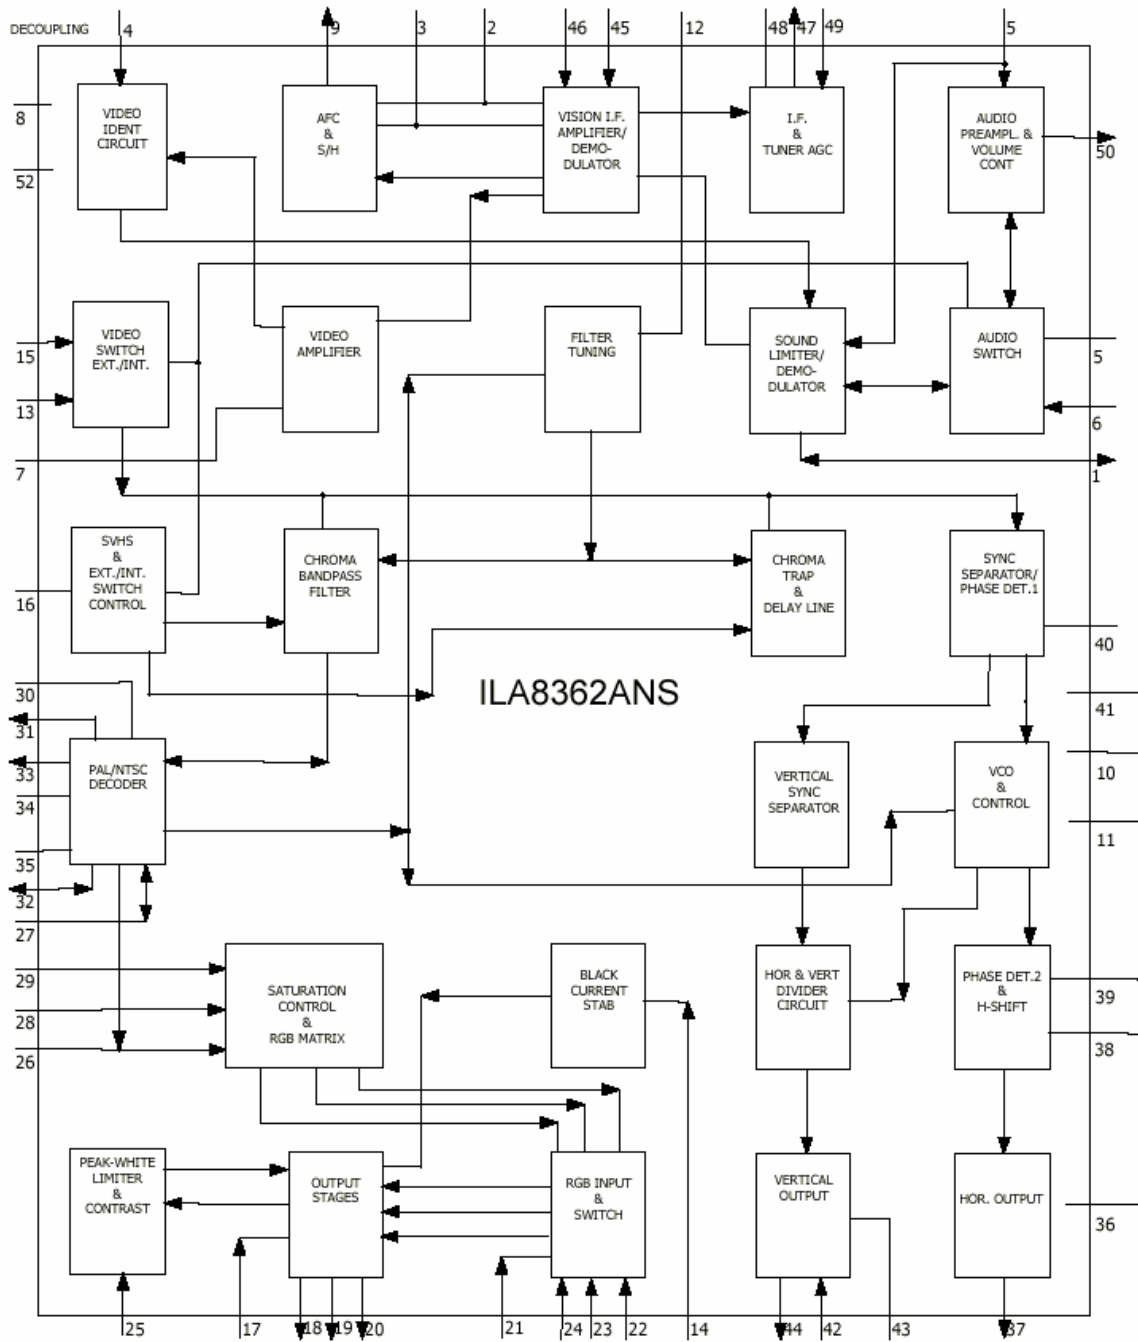 DECOUPLING 4 9 3 2 46 45 12 48 47 49 5
8
52
VIDEO
IDENT
CIRCUIT
AFC
&
S/H
VISION I.F.
AMPLIFIER/
DEMO-
DULATOR
I.F.
&
TUNER AGC
AUDIO
PREAMPL. &
VOLUME
CONT
50
15
13
7
VIDEO
SWITCH
EXT./INT.
VIDEO
AMPLIFIER
FILTER
TUNING
SOUND
LIMITER/
DEMO-
DULATOR
AUDIO
SWITCH
5
6
1
16
SVHS
&
EXT./INT.
SWITCH
CONTROL
CHROMA
BANDPASS
FILTER
CHROMA
TRAP
&
DELAY LINE
SYNC
SEPARATOR/
PHASE DET.1
40
ILA8362ANS
30
31
33
34
35
32
27
PAL/NTSC
DECODER
VERTICAL
SYNC
SEPARATOR
VCO
&
CONTROL
41
10
11
29
28
26
SATURATION
CONTROL
&
RGB MATRIX
BLACK
CURRENT
STAB
HOR & VERT
DIVIDER
CIRCUIT
PHASE DET.2
&
H-SHIFT
39
38
PEAK-WHITE
LIMITER
&
CONTRAST
OUTPUT
STAGES
RGB INPUT
&
SWITCH
VERTICAL
OUTPUT
HOR. OUTPUT
36
25 17 18 19 20 21 24 23 22 14 44 42 43 37